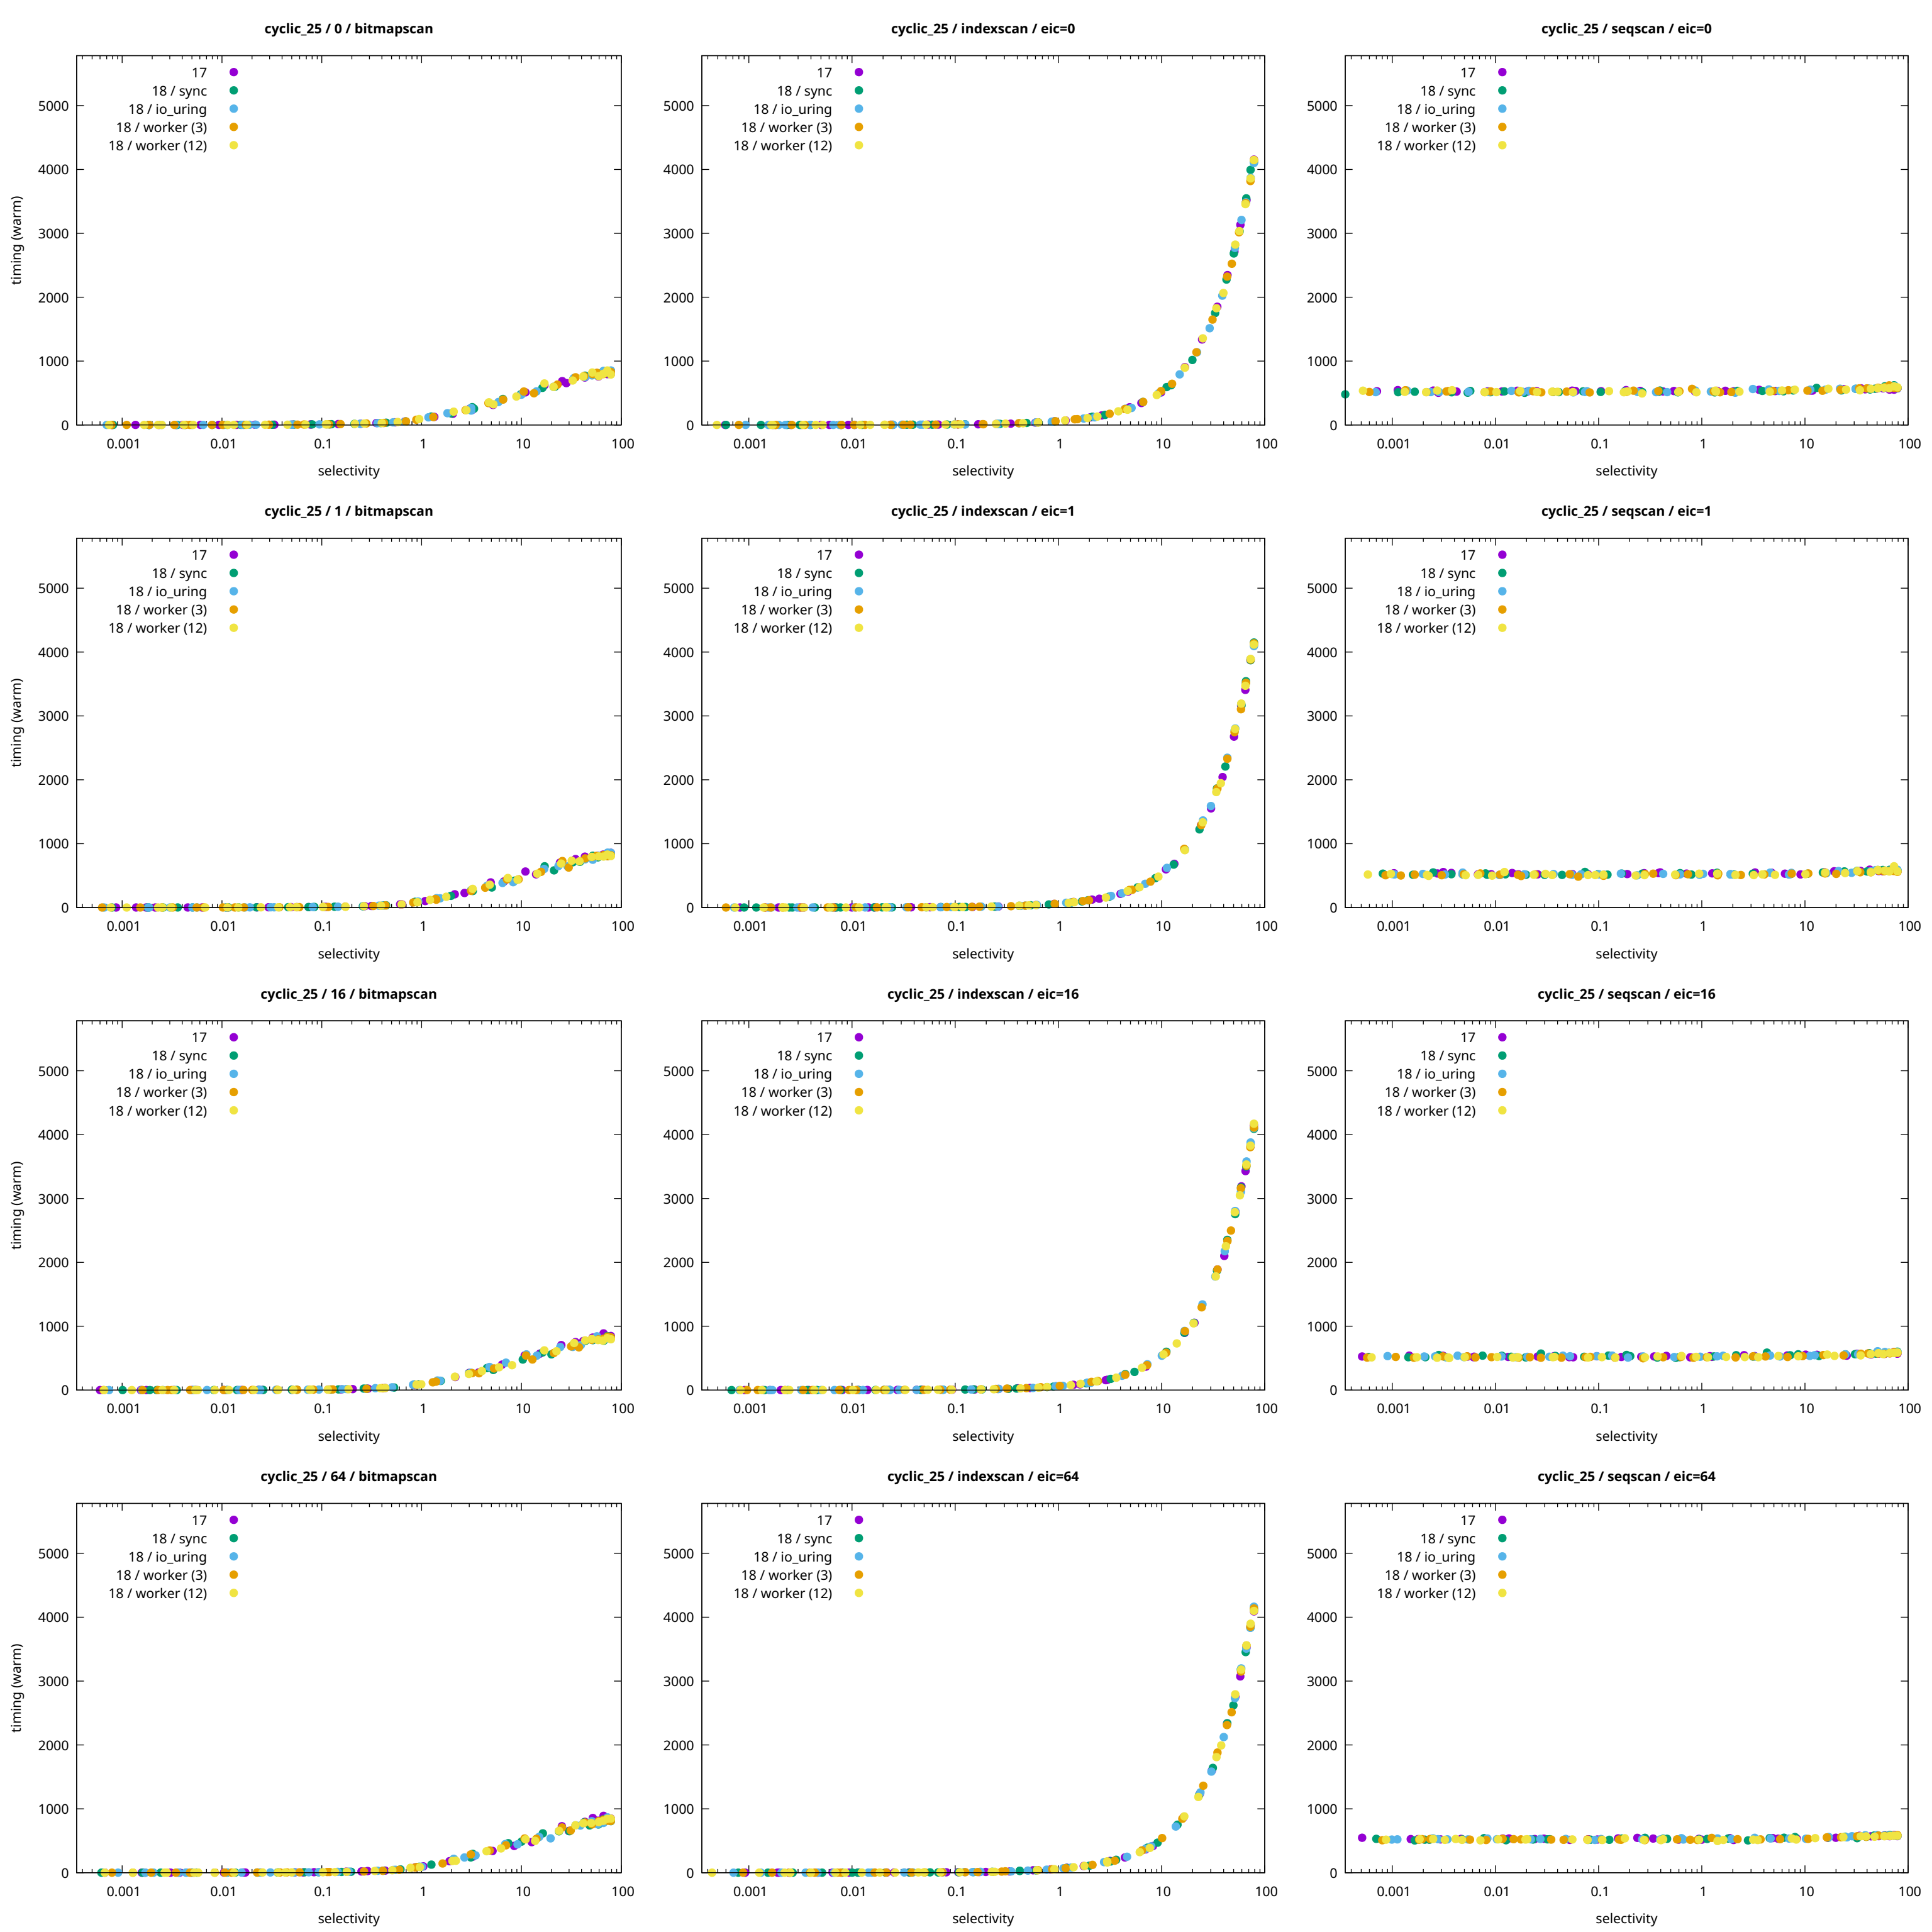 cyclic_25 / 0 / bitmapscan
timing (warm)
5000
4000
3000
2000
1000
0
17
18 / sync
18 / io_uring
18 / worker (3)
18 / worker (12)
0.001 0.01 0.1 1 10 100
selectivity
cyclic_25 / indexscan / eic=0
5000
4000
3000
2000
1000
0
17
18 / sync
18 / io_uring
18 / worker (3)
18 / worker (12)
0.001 0.01 0.1 1 10 100
selectivity
cyclic_25 / seqscan / eic=0
5000
4000
3000
2000
1000
0
17
18 / sync
18 / io_uring
18 / worker (3)
18 / worker (12)
0.001 0.01 0.1 1 10 100
selectivity
cyclic_25 / 1 / bitmapscan
timing (warm)
5000
4000
3000
2000
1000
0
17
18 / sync
18 / io_uring
18 / worker (3)
18 / worker (12)
0.001 0.01 0.1 1 10 100
selectivity
cyclic_25 / indexscan / eic=1
5000
4000
3000
2000
1000
0
17
18 / sync
18 / io_uring
18 / worker (3)
18 / worker (12)
0.001 0.01 0.1 1 10 100
selectivity
cyclic_25 / seqscan / eic=1
5000
4000
3000
2000
1000
0
17
18 / sync
18 / io_uring
18 / worker (3)
18 / worker (12)
0.001 0.01 0.1 1 10 100
selectivity
cyclic_25 / 16 / bitmapscan
timing (warm)
5000
4000
3000
2000
1000
0
17
18 / sync
18 / io_uring
18 / worker (3)
18 / worker (12)
0.001 0.01 0.1 1 10 100
selectivity
cyclic_25 / indexscan / eic=16
5000
4000
3000
2000
1000
0
17
18 / sync
18 / io_uring
18 / worker (3)
18 / worker (12)
0.001 0.01 0.1 1 10 100
selectivity
cyclic_25 / seqscan / eic=16
5000
4000
3000
2000
1000
0
17
18 / sync
18 / io_uring
18 / worker (3)
18 / worker (12)
0.001 0.01 0.1 1 10 100
selectivity
cyclic_25 / 64 / bitmapscan
timing (warm)
5000
4000
3000
2000
1000
0
17
18 / sync
18 / io_uring
18 / worker (3)
18 / worker (12)
0.001 0.01 0.1 1 10 100
selectivity
cyclic_25 / indexscan / eic=64
5000
4000
3000
2000
1000
0
17
18 / sync
18 / io_uring
18 / worker (3)
18 / worker (12)
0.001 0.01 0.1 1 10 100
selectivity
cyclic_25 / seqscan / eic=64
5000
4000
3000
2000
1000
0
17
18 / sync
18 / io_uring
18 / worker (3)
18 / worker (12)
0.001 0.01 0.1 1 10 100
selectivity